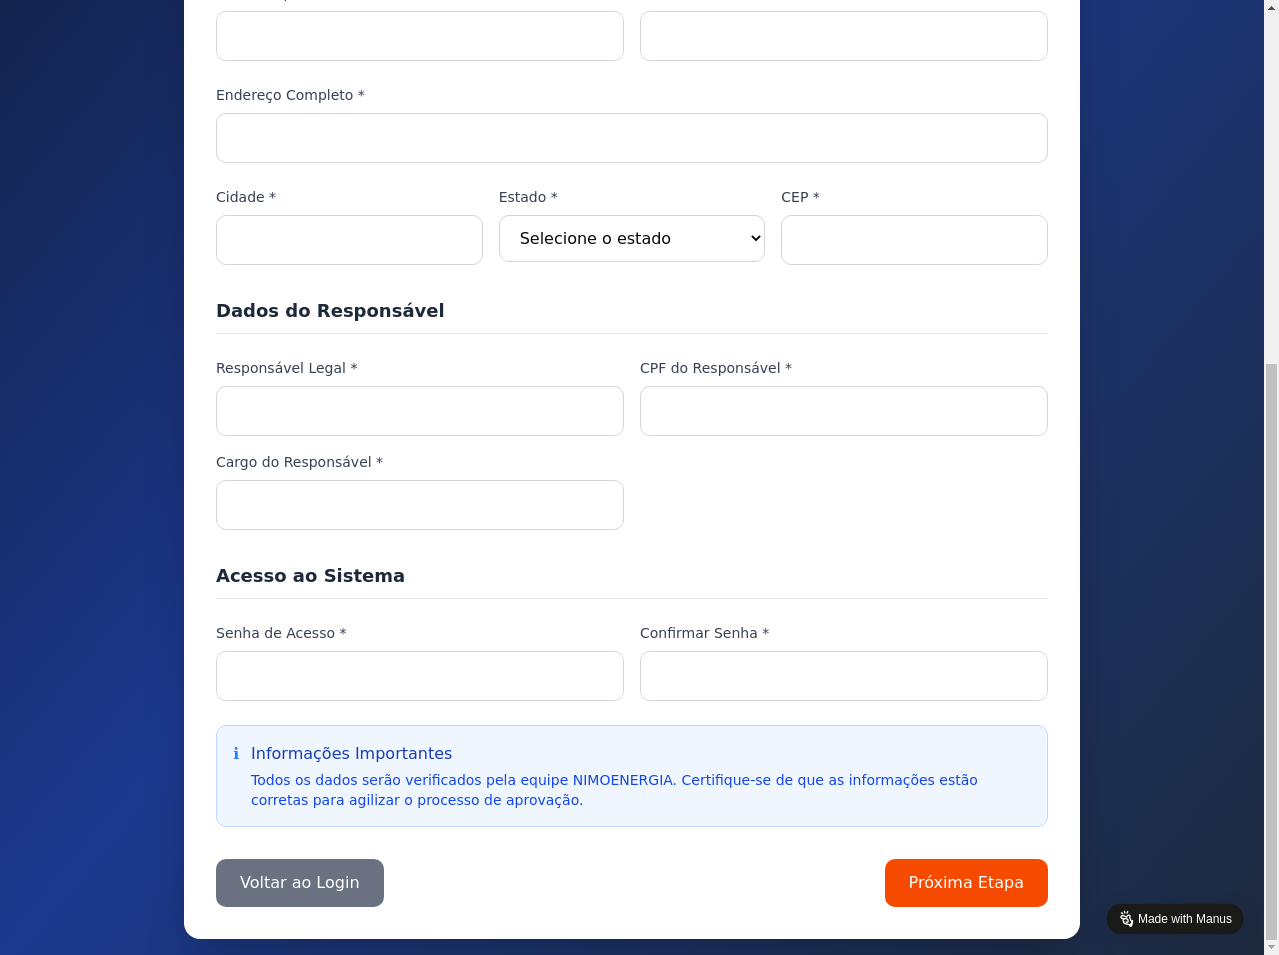 Endereço Completo *
Cidade *
Estado *
CEP *
Selecione o estado
Dados do Responsável
Responsável Legal *
CPF do Responsável *
Cargo do Responsável *
Acesso ao Sistema
Senha de Acesso *
Confirmar Senha *
ℹ Informações Importantes
Todos os dados serão verificados pela equipe NIMOENERGIA. Certifique-se de que as informações estão
corretas para agilizar o processo de aprovação.
Voltar ao Login
Próxima Etapa
Made with Manus